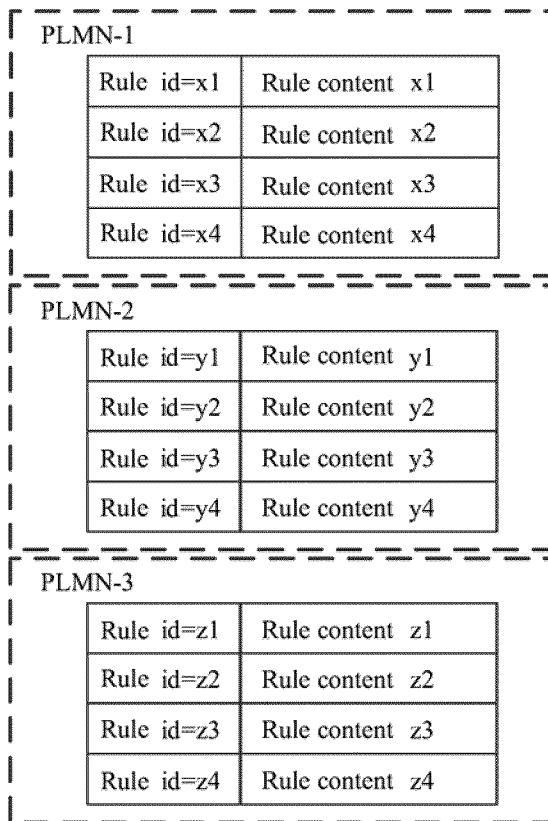 PLMN-1
Rule id=x1 Rule content x1
Rule id=x2 Rule content x2
Rule id=x3 Rule content x3
Rule id=x4 Rule content x4
PLMN-2
Rule id=y1 Rule content y1
Rule id=y2 Rule content y2
Rule id=y3 Rule content y3
Rule id=y4 Rule content y4
PLMN-3
Rule id=z1 Rule content z1
Rule id=z2 Rule content z2
Rule id=z3 Rule content z3
Rule id=z4 Rule content z4